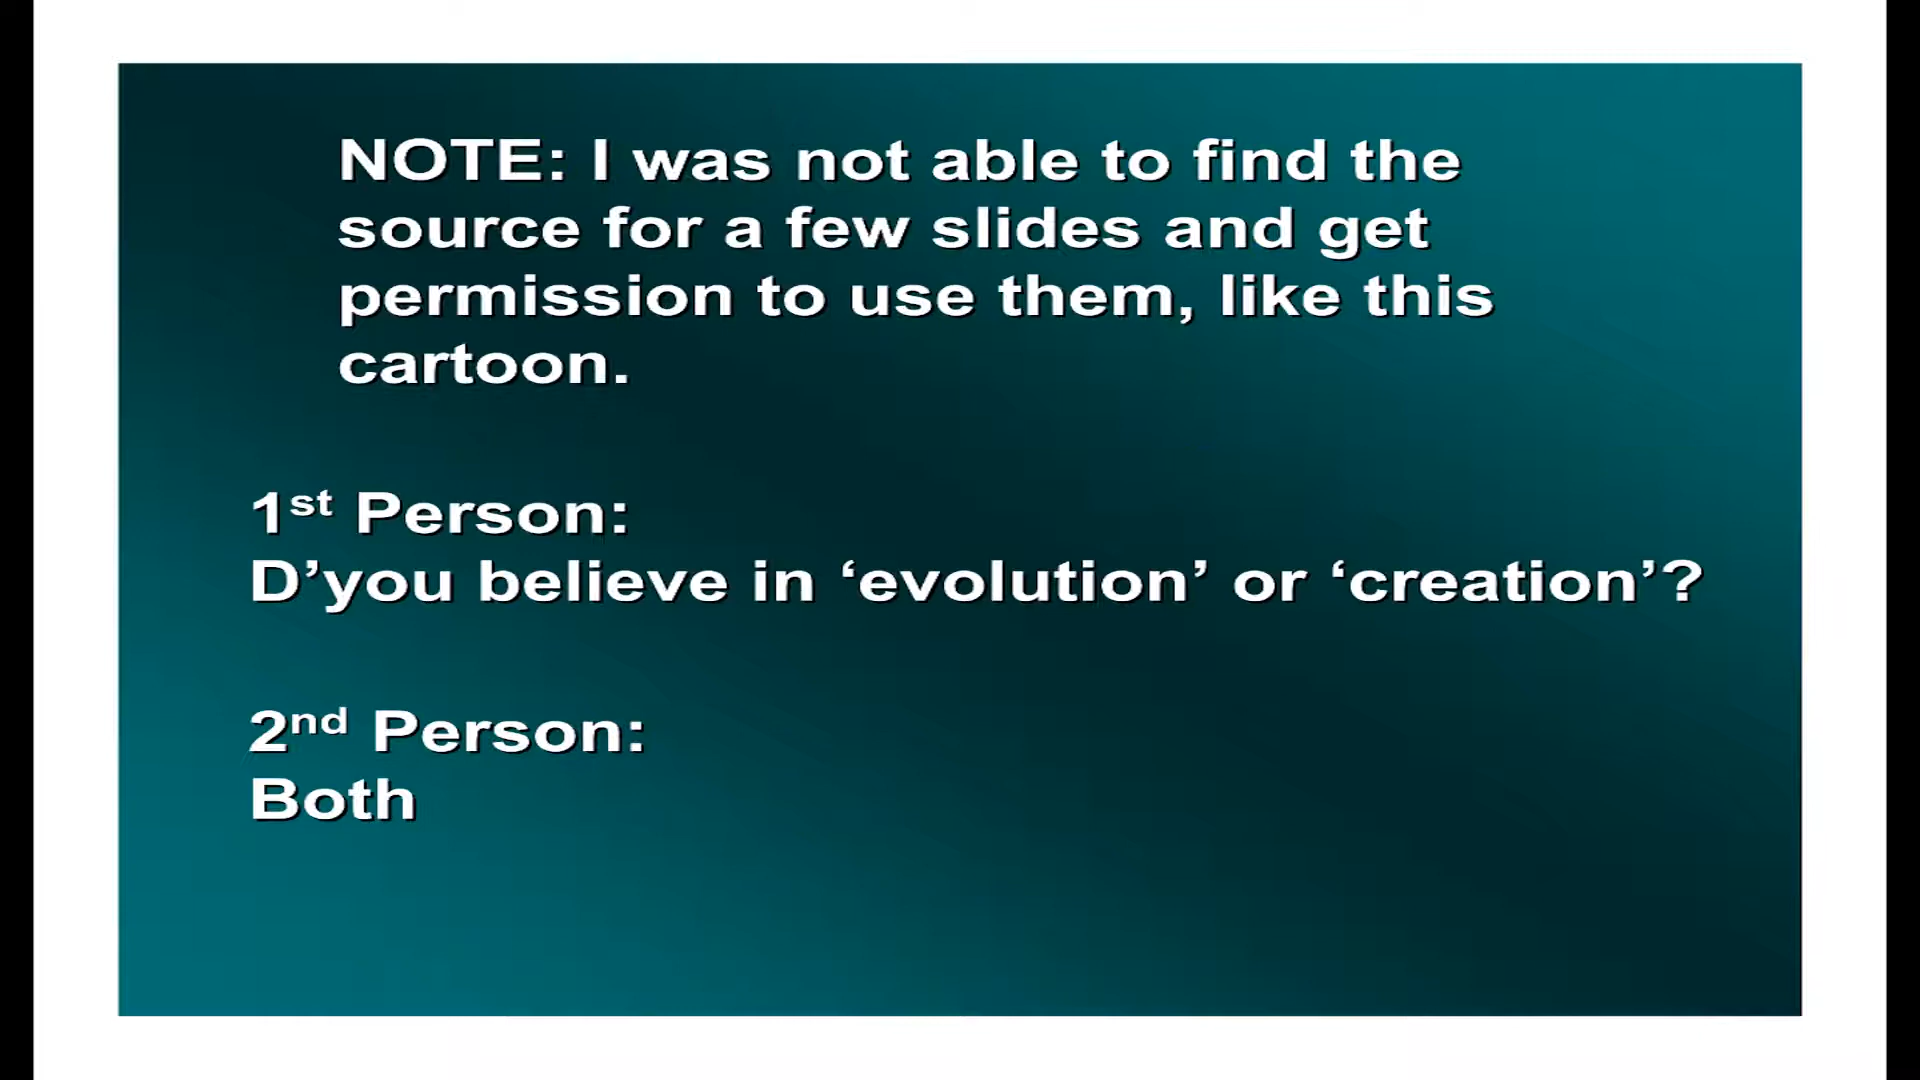 NOTE: I was not able to find the
source for a few slides and get
permission to use them, like this
cartoon.
1st Person:
D’you believe in ‘evolution’ or ‘creation’?
2nd Person:
Both